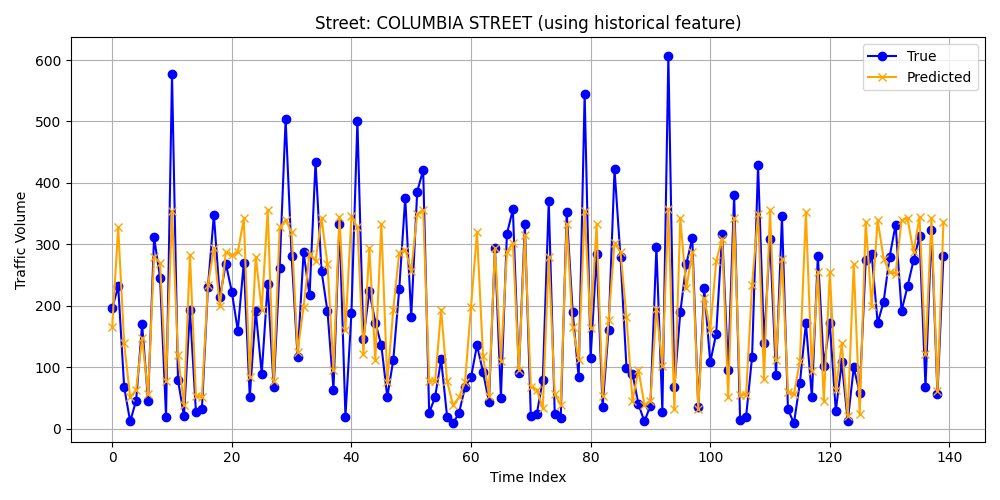 Street: COLUMBIA STREET (using historical feature)
True
Predicted
Traffic Volume
600
500
400
300
200
100
0
0 20 40 60 80 100 120 140
Time Index